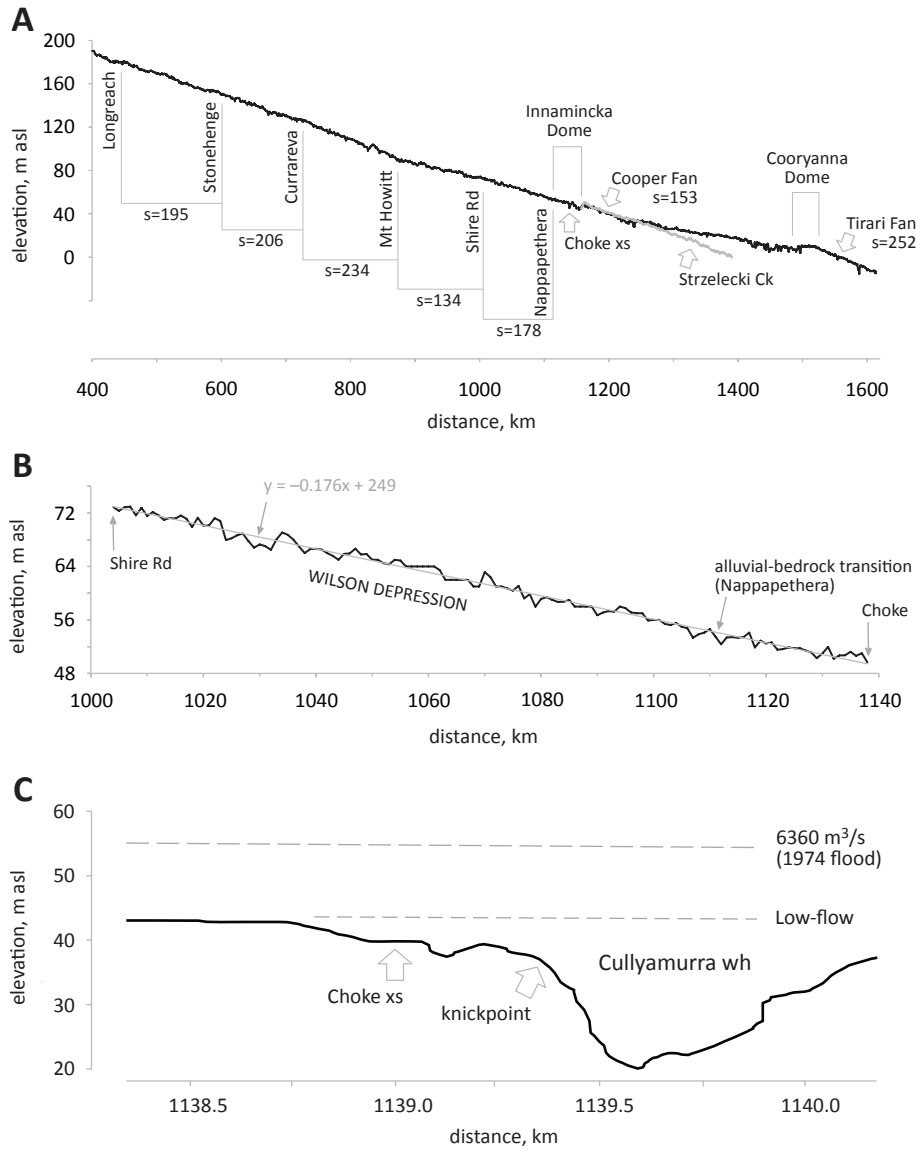 A
200
160
120
80
40
0
elevation, m asl
Longreach
Stonehenge
Currareva
Mt Howitt
Shire Rd
Nappapethera
s=195
s=206
s=234
s=134
s=178
Innamincka
Dome
Choke xs
Cooper Fan
s=153
Strzelecki Ck
Cooryanna
Dome
Tirari Fan
s=252
400
600
800
1000
1200
1400
1600
distance, km
B
72
64
56
48
elevation, m asl
y = –0.176x + 249
Shire Rd
WILSON DEPRESSION
alluvial-bedrock transition
(Nappapethera)
Choke
1000
1020
1040
1060
1080
1100
1120
1140
distance, km
C
60
50
40
30
20
elevation, m asl
6360 m³/s
(1974 flood)
Low-flow
Choke xs
knickpoint
Cullyamurra wh
1138.5
1139.0
1139.5
1140.0
distance, km